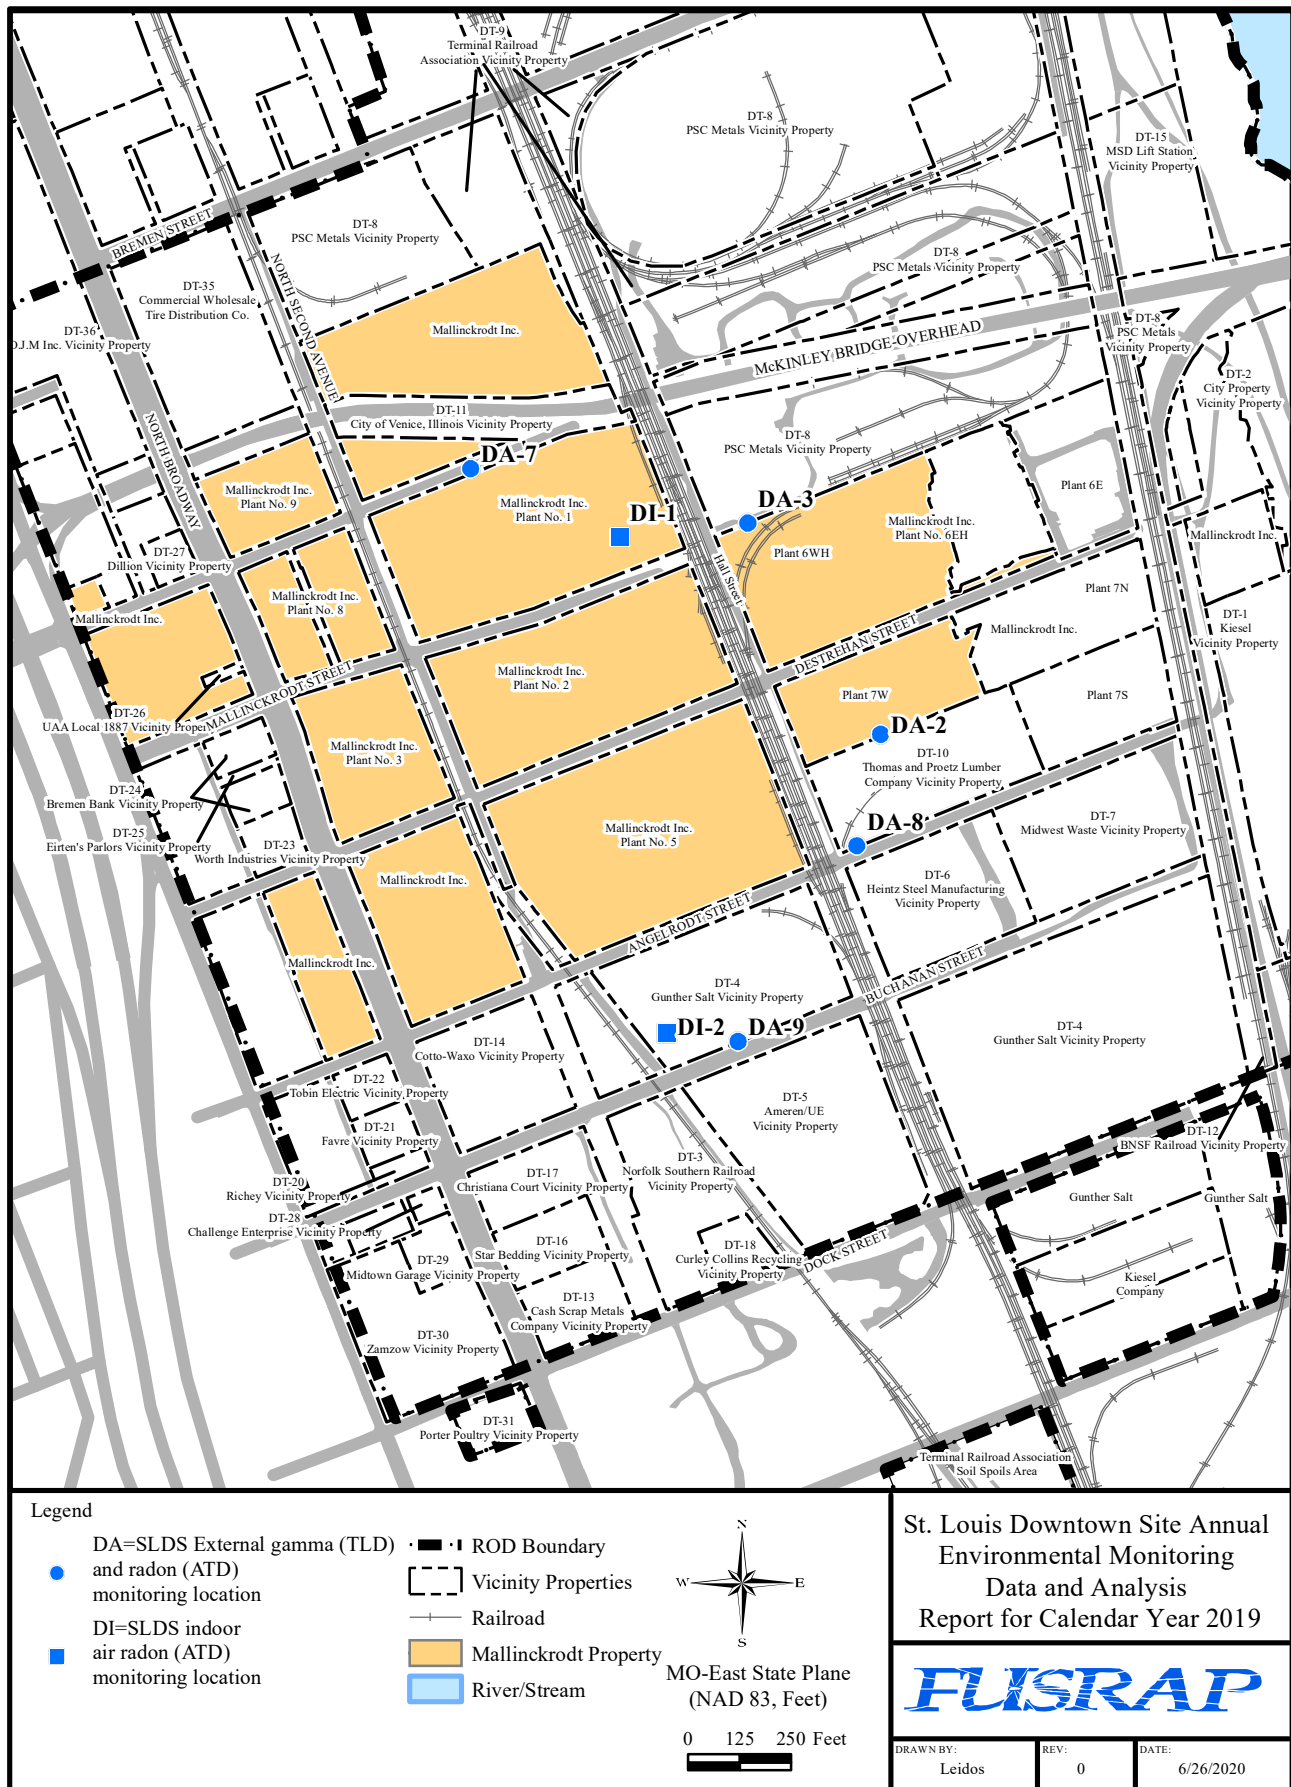 DT-9
Terminal Railroad
Association Vicinity Property
DT-8
PSC Metals Vicinity Property
DT-15
MSD Lift Station
Vicinity Property
BREMEN STREET
DT-8
PSC Metals Vicinity Property
DT-8
PSC Metals Vicinity Property
NORTH SECOND AVENUE
DT-35
Commercial Wholesale
Tire Distribution Co.
DT-36
O.J.M Inc. Vicinity Property
Mallinckrodt Inc.
McKINLEY BRIDGE OVERHEAD
DT-8
PSC Metals
Vicinity Property
DT-2
City Property
Vicinity Property
DT-11
City of Venice, Illinois Vicinity Property
NORTH BROADWAY
DT-8
PSC Metals Vicinity Property
DA-7
Mallinckrodt Inc.
Plant No. 9
Mallinckrodt Inc.
Plant No. 1
DI-1
DA-3
Plant 6E
Mallinckrodt Inc.
Plant No. 6EH
Plant 6WH
Mallinckrodt Inc.
DT-27
Dillion Vicinity Property
Hall Street
Mallinckrodt Inc.
Plant No. 8
Plant 7N
Mallinckrodt Inc.
DT-1
Kiesel
Vicinity Property
Mallinckrodt Inc.
DESTREHAN STREET
MALLINCKRODT STREET
Mallinckrodt Inc.
Plant No. 2
Plant 7W
Plant 7S
DT-26
UAA Local 1887 Vicinity Property
DA-2
Mallinckrodt Inc.
Plant No. 3
DT-10
Thomas and Proetz Lumber
Company Vicinity Property
DT-24
Bremen Bank Vicinity Property
DT-25
Eirten's Parlors Vicinity Property
DT-23
Worth Industries Vicinity Property
Mallinckrodt Inc.
Plant No. 5
DA-8
DT-7
Midwest Waste Vicinity Property
DT-6
Heintz Steel Manufacturing
Vicinity Property
Mallinckrodt Inc.
ANGELRODT STREET
Mallinckrodt Inc.
BUCHANAN STREET
DT-4
Gunther Salt Vicinity Property
DI-2
DA-9
DT-4
Gunther Salt Vicinity Property
DT-14
Cotto-Waxo Vicinity Property
DT-22
Tobin Electric Vicinity Property
DT-5
Ameren/UE
Vicinity Property
DT-21
Favre Vicinity Property
DT-12
BNSF Railroad Vicinity Property
DT-3
Norfolk Southern Railroad
Vicinity Property
DT-17
Christiana Court Vicinity Property
DT-20
Richey Vicinity Property
Gunther Salt
Gunther Salt
DT-28
Challenge Enterprise Vicinity Property
DT-16
Star Bedding Vicinity Property
DT-18
Curley Collins Recycling
Vicinity Property
DOCK STREET
DT-29
Midtown Garage Vicinity Property
Kiesel
Company
DT-13
Cash Scrap Metals
Company Vicinity Property
DT-30
Zamzow Vicinity Property
DT-31
Porter Poultry Vicinity Property
Terminal Railroad Association
Soil Spoils Area
Legend
DA=SLDS External gamma (TLD)
and radon (ATD)
monitoring location
DI=SLDS indoor
air radon (ATD)
monitoring location
ROD Boundary
Vicinity Properties
Railroad
Mallinckrodt Property
River/Stream
N
W E
S
MO-East State Plane
(NAD 83, Feet)
0 125 250 Feet
St. Louis Downtown Site Annual
Environmental Monitoring
Data and Analysis
Report for Calendar Year 2019
FUSRAP
DRAWN BY:
Leidos
REV:
0
DATE:
6/26/2020